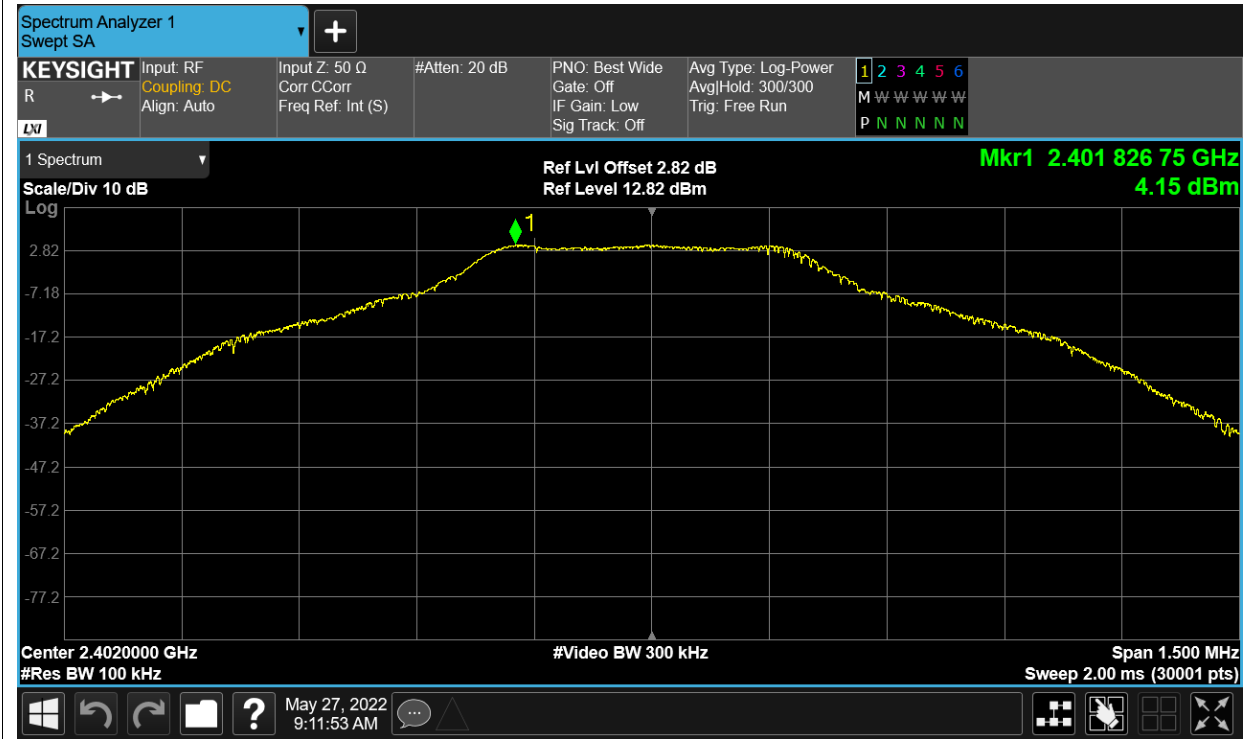 Spectrum Analyzer 1
Swept SA
KEYSIGHT
R
LXI
Input: RF
Coupling: DC
Align: Auto
Input Z: 50 Ω
Corr CCorr
Freq Ref: Int (S)
#Atten: 20 dB
PNO: Best Wide
Gate: Off
IF Gain: Low
Sig Track: Off
Avg Type: Log-Power
Avg|Hold: 300/300
Trig: Free Run
1 2 3 4 5 6
M W W W W W
P N N N N N
1 Spectrum
Scale/Div 10 dB
Ref Lvl Offset 2.82 dB
Ref Level 12.82 dBm
Mkr1 2.401 826 75 GHz
4.15 dBm
Log
1
2.82
-7.18
-17.2
-27.2
-37.2
-47.2
-57.2
-67.2
-77.2
Center 2.4020000 GHz
#Video BW 300 kHz
Span 1.500 MHz
#Res BW 100 kHz
Sweep 2.00 ms (30001 pts)
?
May 27, 2022
9:11:53 AM